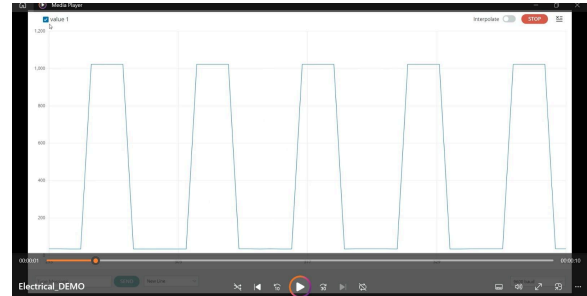 Media Player
value 1
Interpolate
STOP
1,200
1,000
800
600
400
200
00:00:01
00:00:10
Electrical_DEMO